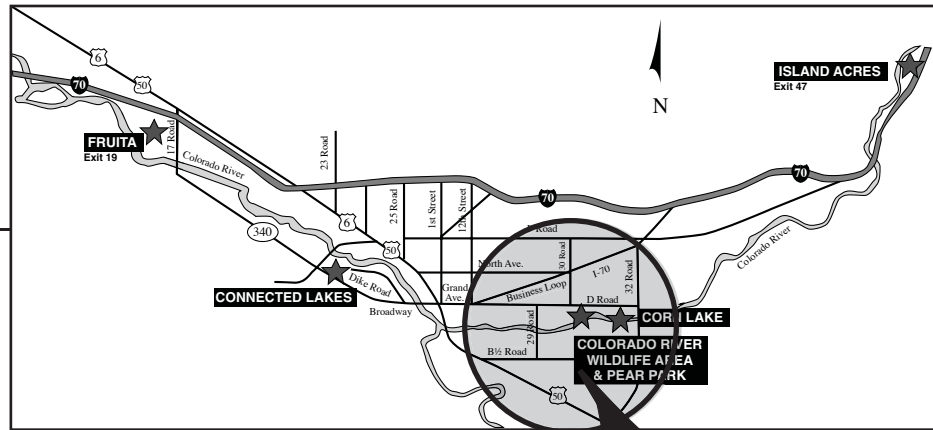 6
50
70
ISLAND ACRES
Exit 47
N
FRUITA
Exit 19
17 Road
Colorado River
23 Road
70
70
25 Road
1st Street
12th Street
6
340
50
Road
30 Road
North Ave.
I-70
32 Road
Colorado River
Dike Road
Grand
Ave.
Business Loop
CONNECTED LAKES
Broadway
D Road
CORN LAKE
29 Road
B½ Road
COLORADO RIVER
WILDLIFE AREA
& PEAR PARK
50